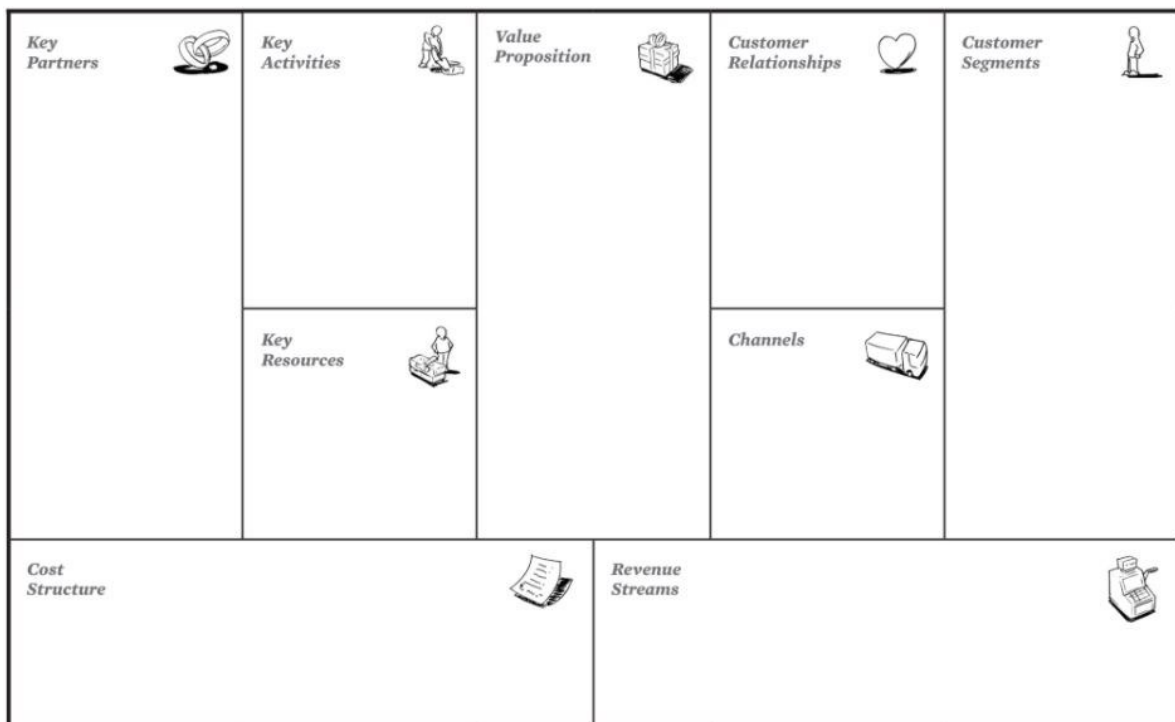 Key
Partners
Key
Activities
Value
Proposition
Customer
Relationships
Customer
Segments
Key
Resources
Channels
Cost
Structure
Revenue
Streams